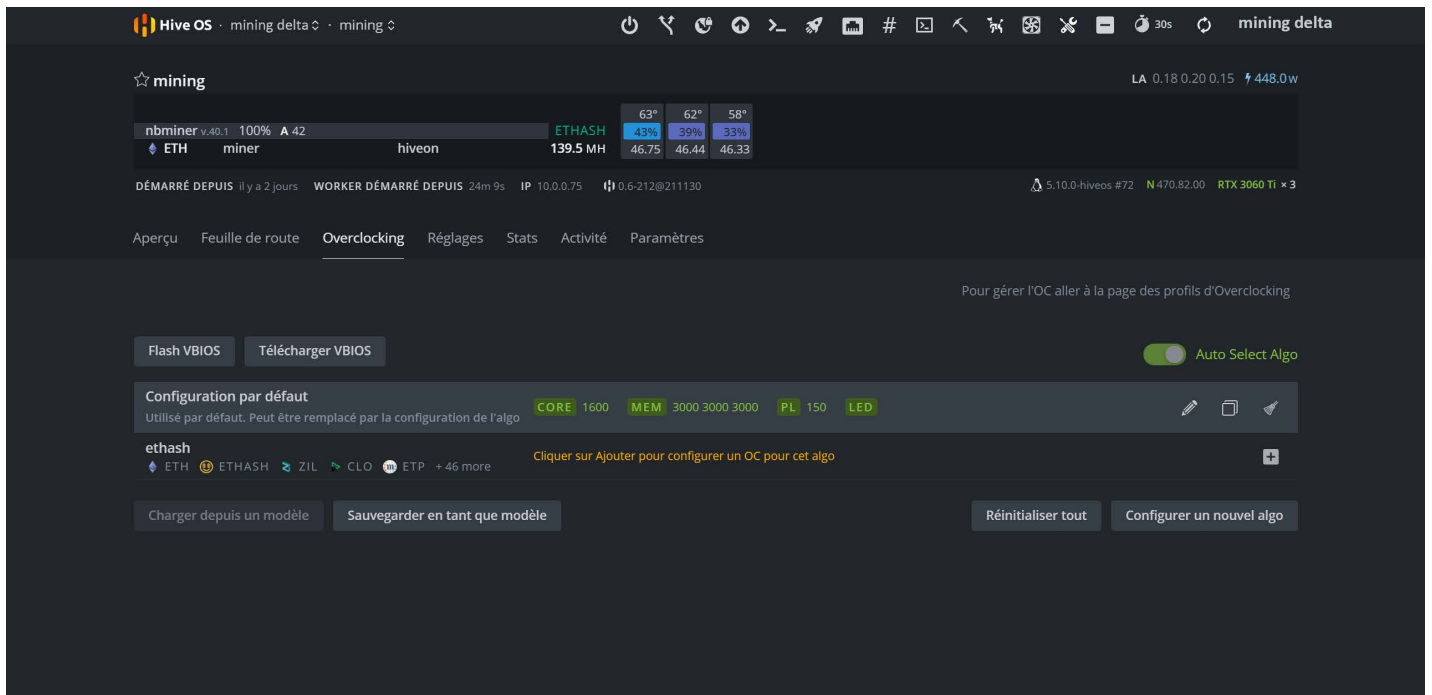 Hive OS · mining delta · mining 30s mining delta
mining LA 0.18 0.20 0.15 448.0 w
63° 62° 58°
nbminer v.40.1 100% A 42 ETHASH 43% 39% 33%
ETH miner hiveon 139.5 MH 46.75 46.44 46.33
DÉMARRÉ DEPUIS il y a 2 jours WORKER DÉMARRÉ DEPUIS 24m 9s IP 10.0.0.75 0.6-212@211130 5.10.0-hiveos #72 N 470.82.00 RTX 3060 Ti × 3
Aperçu Feuille de route Overclocking Réglages Stats Activité Paramètres
Pour gérer l'OC aller à la page des profils d'Overclocking
Flash VBIOS Télécharger VBIOS Auto Select Algo
Configuration par défaut
Utilisé par défaut. Peut être remplacé par la configuration de l'algo CORE 1600 MEM 3000 3000 3000 PL 150 LED
ethash
ETH ETHASH ZIL CLO ETP + 46 more Cliquer sur Ajouter pour configurer un OC pour cet algo
Charger depuis un modèle Sauvegarder en tant que modèle Réinitialiser tout Configurer un nouvel algo